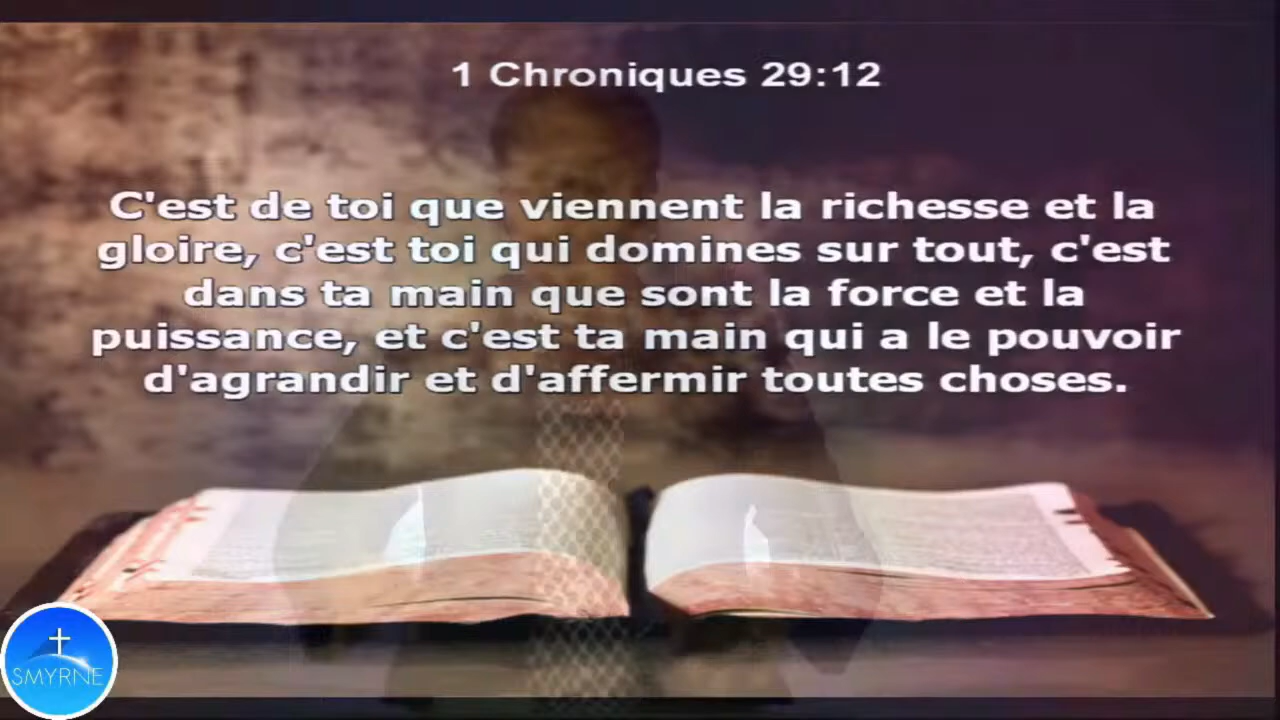 1 Chroniques 29:12
C'est de toi que viennent la richesse et la
gloire, c'est toi qui domines sur tout, c'est
dans ta main que sont la force et la
puissance, et c'est ta main qui a le pouvoir
d'agrandir et d'affermir toutes choses.
SMYRNE